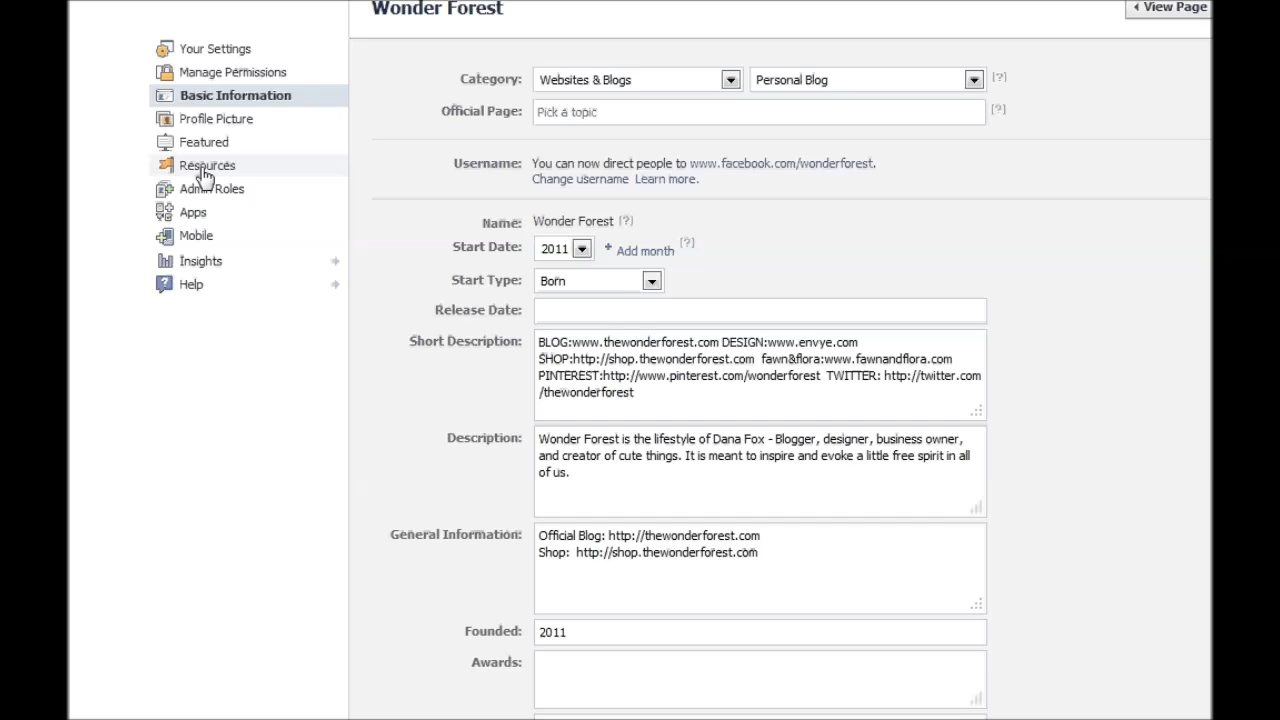 Wonder Forest
View Page
Your Settings
Manage Permissions
Basic Information
Profile Picture
Featured
Resources
Admin Roles
Apps
Mobile
Insights
Help
Category: Websites & Blogs Personal Blog [?]
Official Page: Pick a topic [?]
Username: You can now direct people to www.facebook.com/wonderforest.
Change username Learn more.
Name: Wonder Forest [?]
Start Date: 2011 + Add month [?]
Start Type: Born
Release Date:
Short Description: BLOG:www.thewonderforest.com DESIGN:www.envye.com
SHOP:http://shop.thewonderforest.com fawn&flora:www.fawnandflora.com
PINTEREST:http://www.pinterest.com/wonderforest TWITTER: http://twitter.com
/thewonderforest
Description: Wonder Forest is the lifestyle of Dana Fox - Blogger, designer, business owner,
and creator of cute things. It is meant to inspire and evoke a little free spirit in all
of us.
General Information: Official Blog: http://thewonderforest.com
Shop: http://shop.thewonderforest.com
Founded: 2011
Awards: